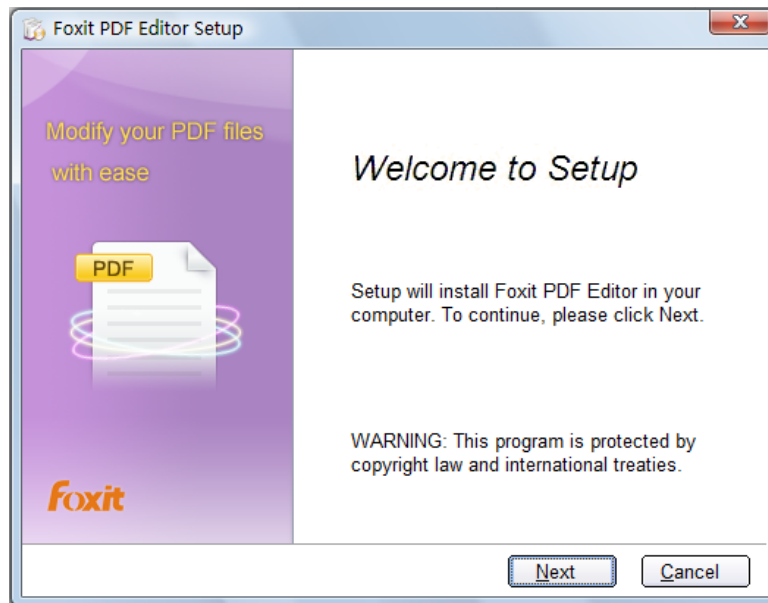 Foxit PDF Editor Setup
Modify your PDF files
with ease
PDF
Foxit
Welcome to Setup
Setup will install Foxit PDF Editor in your
computer. To continue, please click Next.
WARNING: This program is protected by
copyright law and international treaties.
Next
Cancel